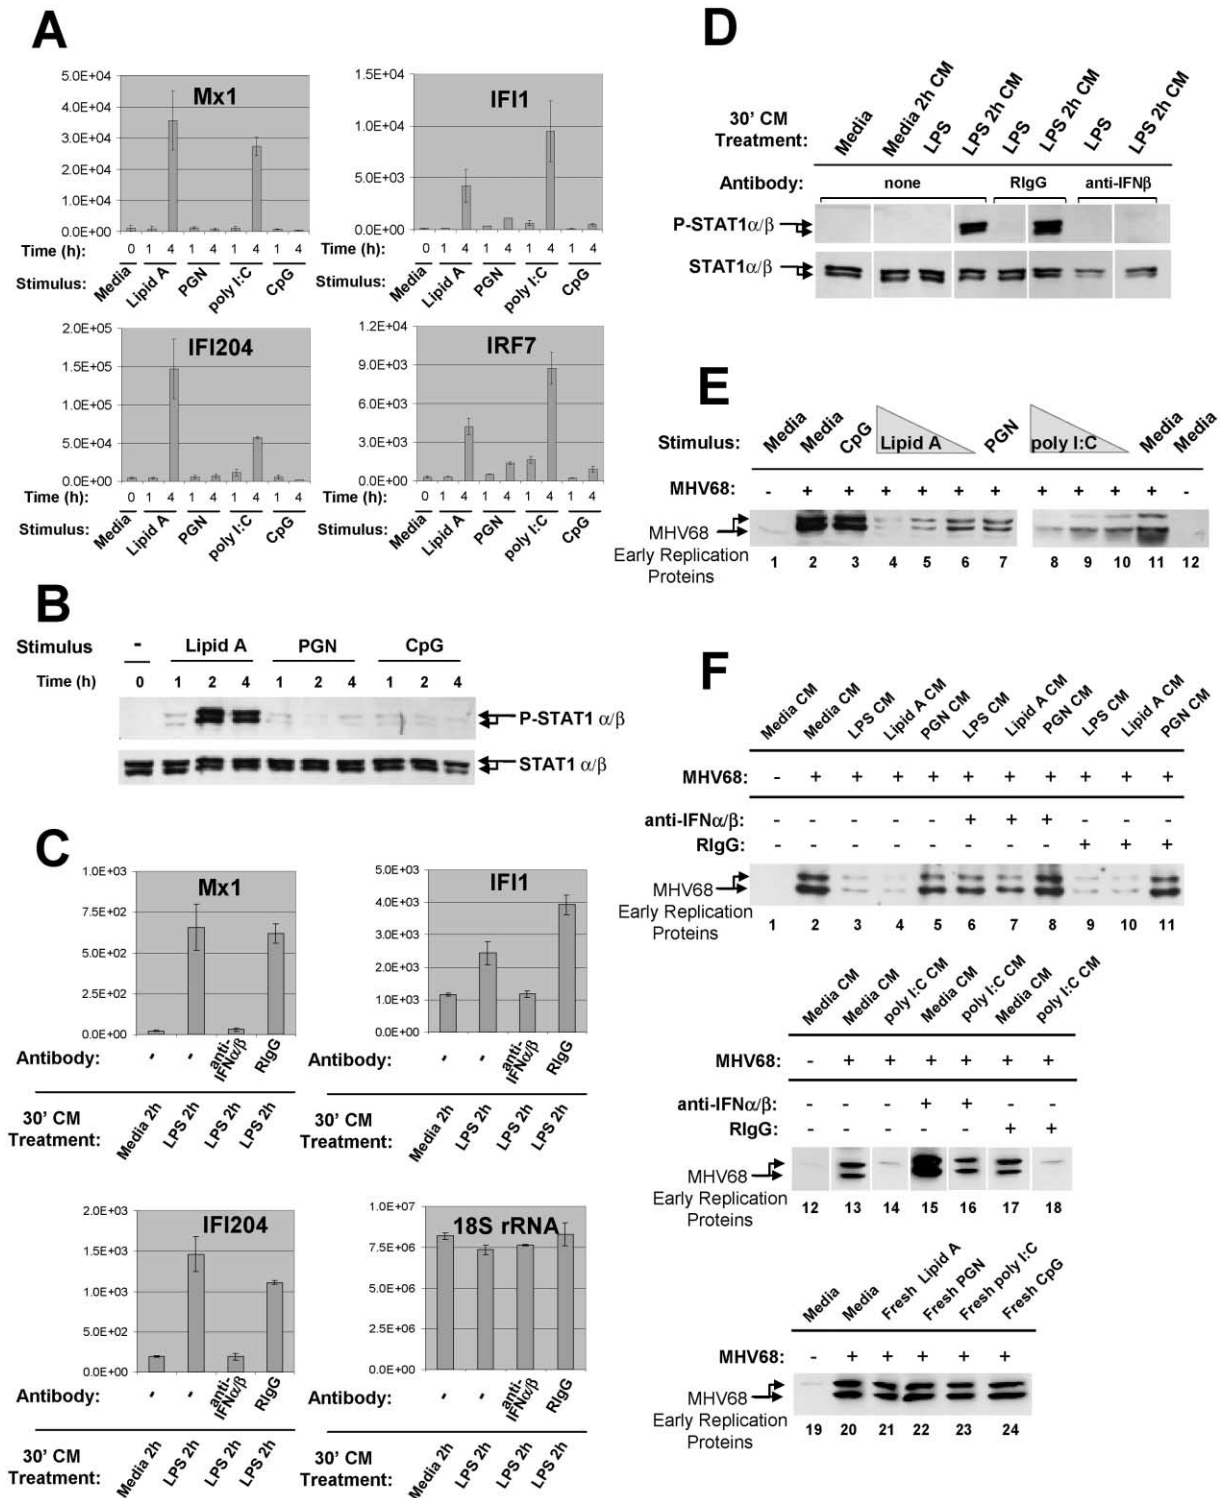 A
5.0E+04
4.0E+04
3.0E+04
2.0E+04
1.0E+04
0.0E+00
Mx1
Time (h): 0 1 4 1 4 1 4 1 4
Stimulus: Media Lipid A PGN poly I:C CpG
1.5E+04
1.0E+04
5.0E+03
0.0E+00
IFI1
Time (h): 0 1 4 1 4 1 4 1 4
Stimulus: Media Lipid A PGN poly I:C CpG
2.0E+05
1.5E+05
1.0E+05
5.0E+04
0.0E+00
IFI204
Time (h): 0 1 4 1 4 1 4 1 4
Stimulus: Media Lipid A PGN poly I:C CpG
1.2E+04
9.0E+03
6.0E+03
3.0E+03
0.0E+00
IRF7
Time (h): 0 1 4 1 4 1 4 1 4
Stimulus: Media Lipid A PGN poly I:C CpG
B
Stimulus - Lipid A PGN CpG
Time (h) 0 1 2 4 1 2 4 1 2 4
P-STAT1 α/β
STAT1 α/β
C
1.0E+03
7.5E+02
5.0E+02
2.5E+02
0.0E+00
Mx1
Antibody: - - anti-IFNα/β RIgG
30' CM Treatment: Media 2h LPS 2h LPS 2h LPS 2h
5.0E+03
4.0E+03
3.0E+03
2.0E+03
1.0E+03
0.0E+00
IFI1
Antibody: - - anti-IFNα/β RIgG
30' CM Treatment: Media 2h LPS 2h LPS 2h LPS 2h
2.0E+03
1.5E+03
1.0E+03
5.0E+02
0.0E+00
IFI204
Antibody: - - anti-IFNα/β RIgG
30' CM Treatment: Media 2h LPS 2h LPS 2h LPS 2h
1.0E+07
7.5E+06
5.0E+06
2.5E+06
0.0E+00
18S rRNA
Antibody: - - anti-IFNα/β RIgG
30' CM Treatment: Media 2h LPS 2h LPS 2h LPS 2h
D
30' CM Treatment: Media Media 2h CM LPS LPS 2h CM LPS LPS 2h CM LPS LPS 2h CM
Antibody: none RIgG anti-IFNβ
P-STAT1α/β
STAT1α/β
E
Stimulus: Media Media CpG Lipid A PGN poly I:C Media Media
MHV68: - + + + + + + + + + + -
MHV68
Early Replication
Proteins
1 2 3 4 5 6 7 8 9 10 11 12
F
Media CM Media CM LPS CM Lipid A CM PGN CM LPS CM Lipid A CM PGN CM LPS CM Lipid A CM PGN CM
MHV68: - + + + + + + + + + +
anti-IFNα/β: - - - - - + + + - - -
RIgG: - - - - - - - - + + +
MHV68
Early Replication
Proteins
1 2 3 4 5 6 7 8 9 10 11
Media CM Media CM poly I:C CM Media CM poly I:C CM Media CM poly I:C CM
MHV68: - + + + + + +
anti-IFNα/β: - - - + + - -
RIgG: - - - - - + +
MHV68
Early Replication
Proteins
12 13 14 15 16 17 18
Media Media Fresh Lipid A Fresh PGN Fresh poly I:C Fresh CpG
MHV68: - + + + + +
MHV68
Early Replication
Proteins
19 20 21 22 23 24